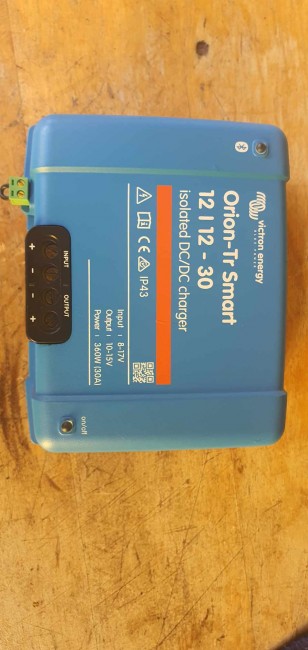 victron energy
Orion-Tr Smart
12 | 12 - 30
isolated DC/DC charger
IP43
Input : 8-17V
Output : 10-15V
Power : 360W (30A)
INPUT OUTPUT
+ - - +
on/off